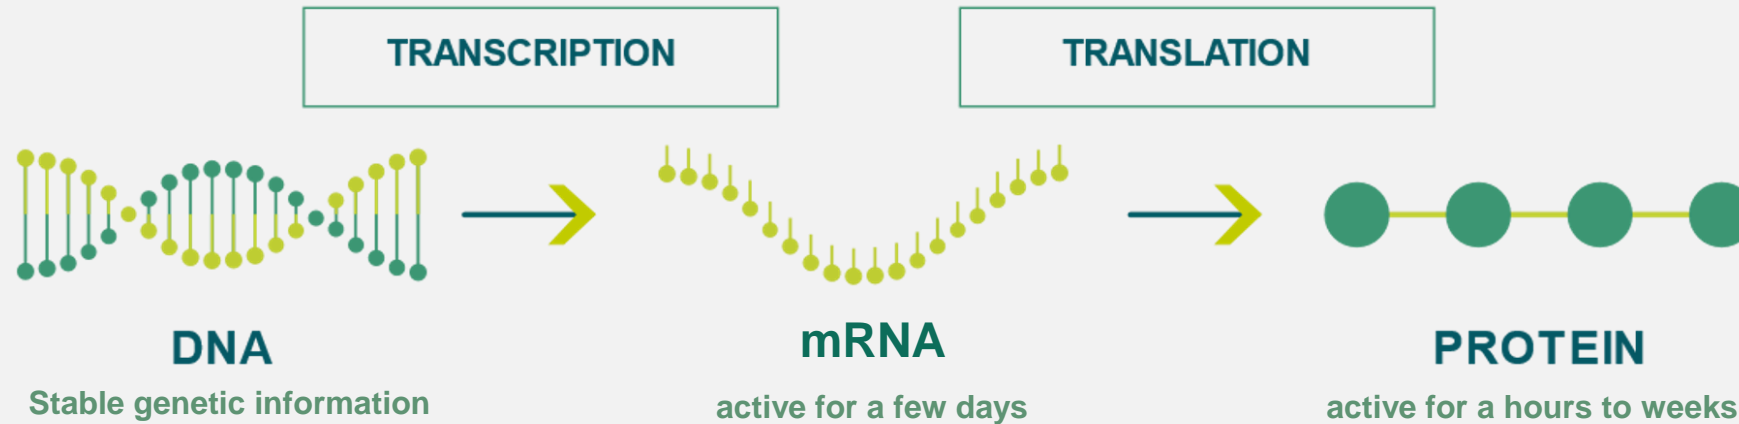 TRANSCRIPTION
TRANSLATION
DNA
mRNA
PROTEIN
Stable genetic information
active for a few days
active for a hours to weeks